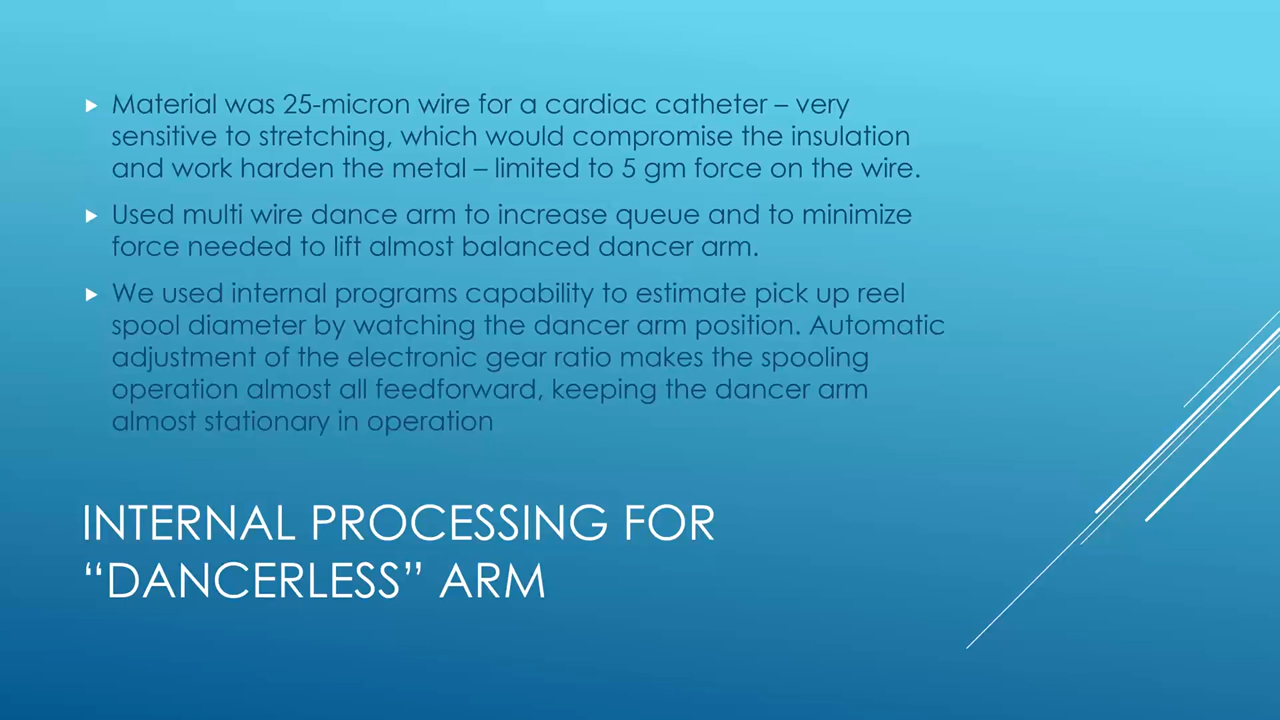 Material was 25-micron wire for a cardiac catheter – very
sensitive to stretching, which would compromise the insulation
and work harden the metal – limited to 5 gm force on the wire.
Used multi wire dance arm to increase queue and to minimize
force needed to lift almost balanced dancer arm.
We used internal programs capability to estimate pick up reel
spool diameter by watching the dancer arm position. Automatic
adjustment of the electronic gear ratio makes the spooling
operation almost all feedforward, keeping the dancer arm
almost stationary in operation
INTERNAL PROCESSING FOR
“DANCERLESS” ARM